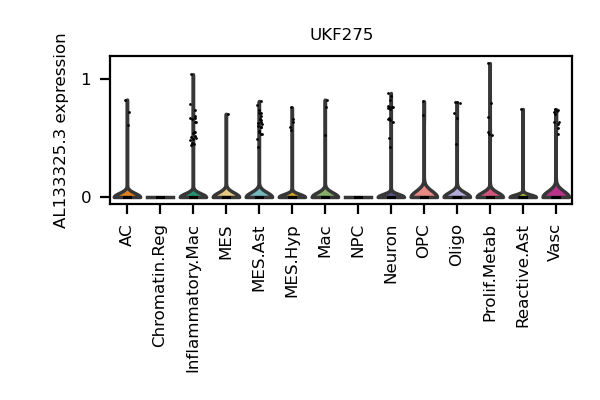 UKF275
AL133325.3 expression
1
0
AC
Chromatin.Reg
Inflammatory.Mac
MES
MES.Ast
MES.Hyp
Mac
NPC
Neuron
OPC
Oligo
Prolif.Metab
Reactive.Ast
Vasc